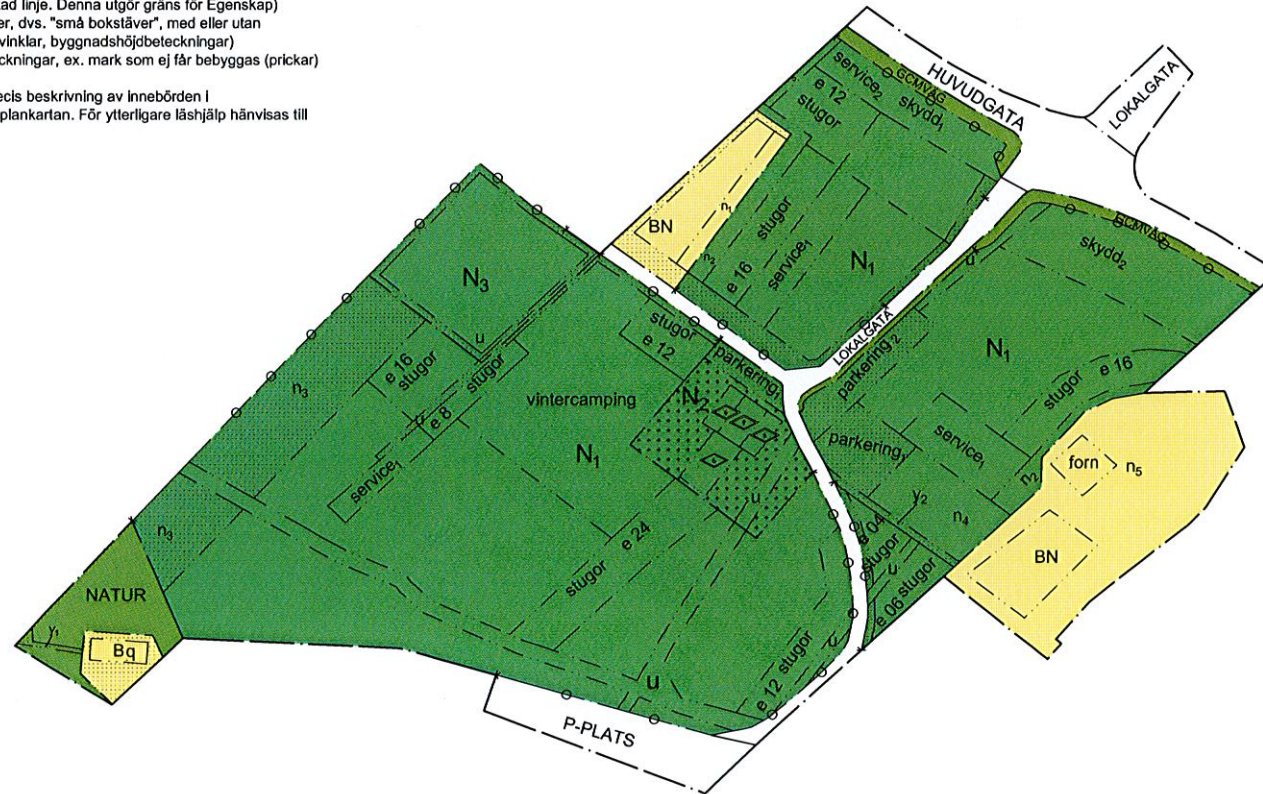 ad linje. Denna utgör gräns för Egenskap)
er, dvs. "små bokstäver", med eller utan
vinklar, byggnadshöjdbeteckningar)
ckningar, ex. mark som ej får bebyggas (prickar)
ecis beskrivning av innebörden i
plankartan. För ytterligare läshjälp hänvisas till
HUVUDGATA
LOKALGATA
GCMVÄG
service2
e 12
stugor
skydd1
BN
n1
n2
stugor
e 16
service1
N1
GCMVÄG
skydd2
u
LOKALGATA
N3
u
stugor
e 12
parkering1
parkering2
N1
e 16
stugor
n3
e 16
stugor
stugor
e 8
u
vintercamping
N2
N1
service1
u
parkering1
service1
n2
forn
n5
y2
n4
BN
n3
e 24
stugor
e 04
stugor
u
e 06 stugor
NATUR
y1
Bq
u
e 12 stugor
u
P-PLATS